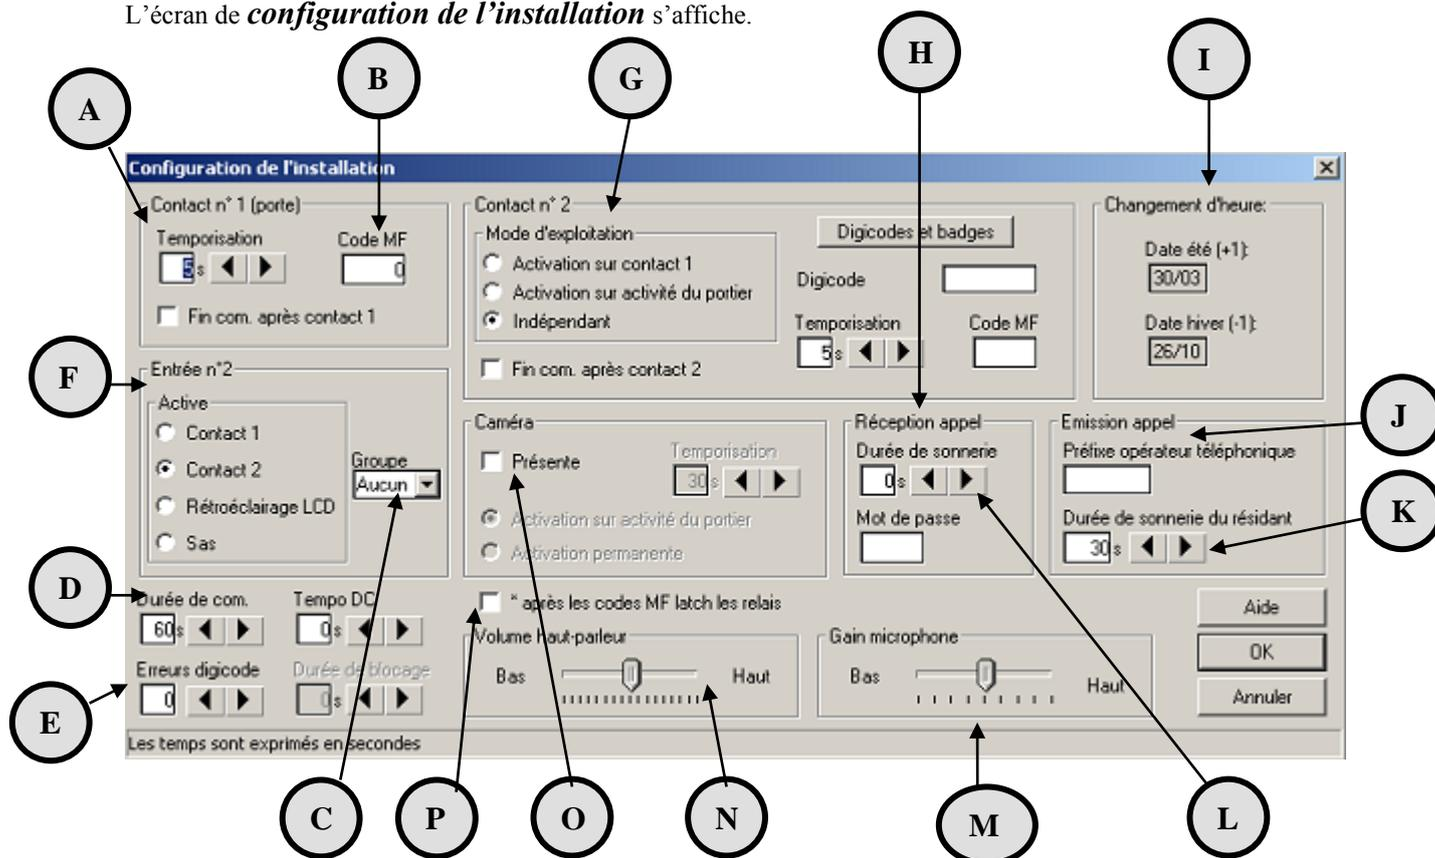 L'écran de configuration de l'installation s'affiche.
A
B
G
H
I
Configuration de l'installation
Contact n° 1 (porte)
Temporisation
Code MF
5 s
0
Fin com. après contact 1
Contact n° 2
Mode d'exploitation
Activation sur contact 1
Activation sur activité du portier
Indépendant
Fin com. après contact 2
Digicodes et badges
Digicode
Temporisation
Code MF
5 s
Changement d'heure:
Date été (+1):
30/03
Date hiver (-1):
26/10
F
Entrée n°2
Active
Contact 1
Contact 2
Rétroéclairage LCD
Sas
Groupe
Aucun
Caméra
Présente
Temporisation
30 s
Activation sur activité du portier
Activation permanente
Réception appel
Durée de sonnerie
0 s
Mot de passe
Emission appel
Préfixe opérateur téléphonique
Durée de sonnerie du résidant
30 s
J
K
D
Durée de com.
60 s
Tempo DC
0 s
Erreurs digicode
0
Durée de blocage
0 s
E
* après les codes MF latch les relais
Volume haut-parleur
Bas
Haut
Gain microphone
Bas
Haut
Aide
OK
Annuler
Les temps sont exprimés en secondes
C
P
O
N
M
L